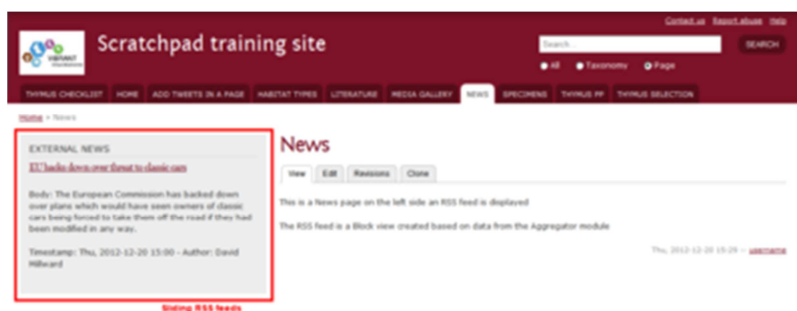 Contact us Report abuse Help
VIBRANT
Scratchpad training site
Search...
SEARCH
All Taxonomy Page
THYMUS CHECKLIST HOME ADD TWEETS IN A PAGE HABITAT TYPES LITERATURE MEDIA GALLERY NEWS SPECIMENS THYMUS PF THYMUS SELECTION
Home » News
EXTERNAL NEWS
EU backs down over threat to classic cars
Body: The European Commission has backed down
over plans which would have seen owners of classic
cars being forced to take them off the road if they had
been modified in any way.
Timestamp: Thu, 2012-12-20 15:00 - Author: David
Millward
Sliding RSS feeds
News
View Edit Revisions Clone
This is a News page on the left side an RSS feed is displayed
The RSS feed is a Block view created based on data from the Aggregator module
Thu, 2012-12-20 15:29 -- username